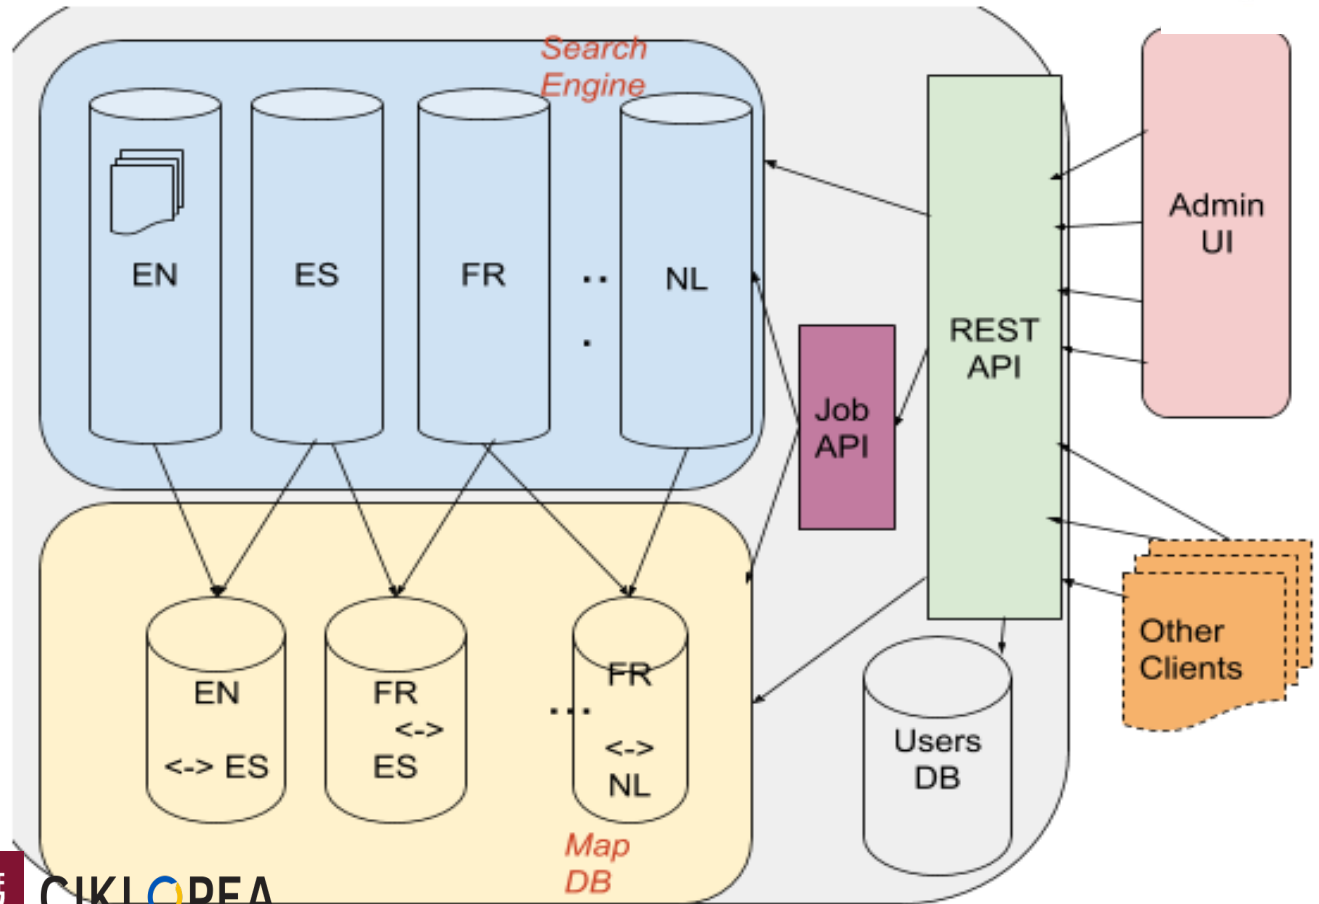 Search
Engine
EN
ES
FR
..
.
NL
REST
API
Admin
UI
Job
API
EN
<-> ES
FR
<->
ES
...
FR
<->
NL
Users
DB
Other
Clients
Map
DB
CIKLOPEA